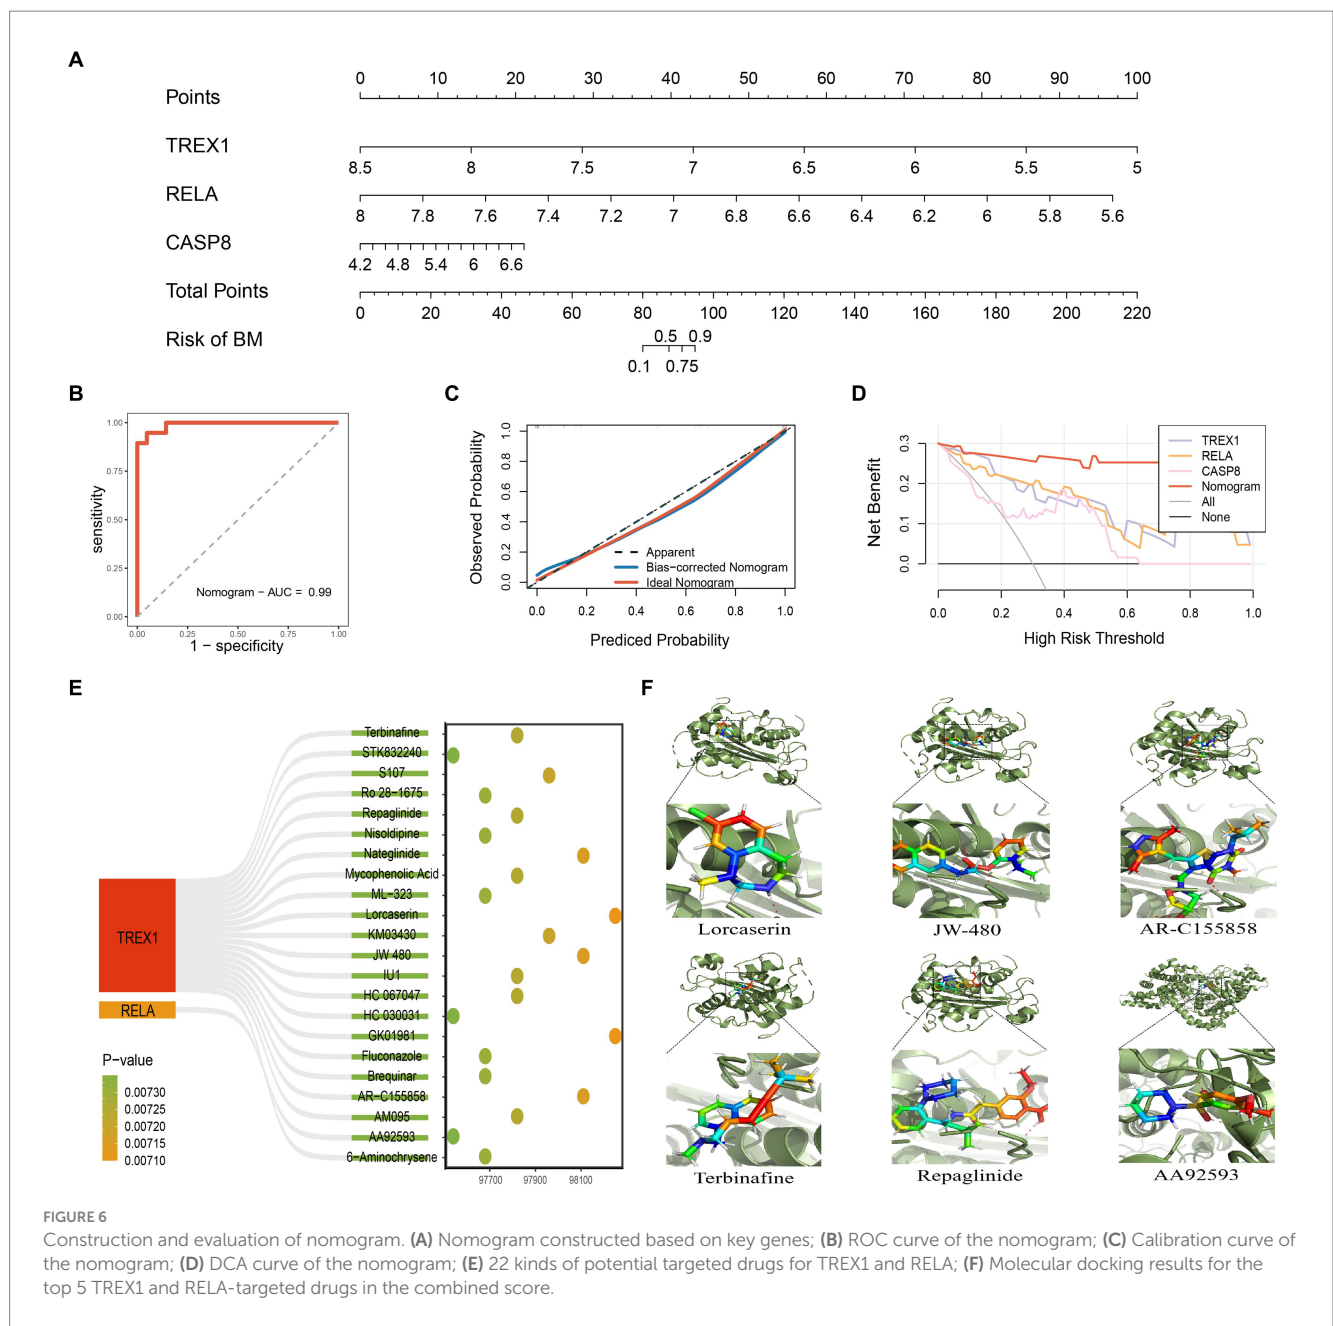 A
0 10 20 30 40 50 60 70 80 90 100
Points
TREX1
8.5 8 7.5 7 6.5 6 5.5 5
RELA
8 7.8 7.6 7.4 7.2 7 6.8 6.6 6.4 6.2 6 5.8 5.6
CASP8
4.2 4.8 5.4 6 6.6
Total Points
0 20 40 60 80 100 120 140 160 180 200 220
Risk of BM
0.5 0.9
0.1 0.75
B
sensitivity
1.00
0.75
0.50
0.25
0.00
Nomogram − AUC = 0.99
0.00 0.25 0.50 0.75 1.00
1 − specificity
C
Observed Probability
1.0
0.8
0.6
0.4
0.2
0.0
Apparent
Bias−corrected Nomogram
Ideal Nomogram
0.0 0.2 0.4 0.6 0.8 1.0
Prediced Probability
D
Net Benefit
0.3
0.2
0.1
0.0
TREX1
RELA
CASP8
Nomogram
All
None
0.0 0.2 0.4 0.6 0.8 1.0
High Risk Threshold
E
TREX1
RELA
Terbinafine
STK832240
S107
Ro 28−1675
Repaglinide
Nisoldipine
Nateglinide
Mycophenolic Acid
ML−323
Lorcaserin
KM03430
JW 480
IU1
HC 067047
HC 030031
GK01981
Fluconazole
Brequinar
AR−C155858
AM095
AA92593
6−Aminochrysene
97700 97900 98100
P−value
0.00730
0.00725
0.00720
0.00715
0.00710
F
Lorcaserin
JW-480
AR-C155858
Terbinafine
Repaglinide
AA92593
FIGURE 6
Construction and evaluation of nomogram. (A) Nomogram constructed based on key genes; (B) ROC curve of the nomogram; (C) Calibration curve of
the nomogram; (D) DCA curve of the nomogram; (E) 22 kinds of potential targeted drugs for TREX1 and RELA; (F) Molecular docking results for the
top 5 TREX1 and RELA-targeted drugs in the combined score.